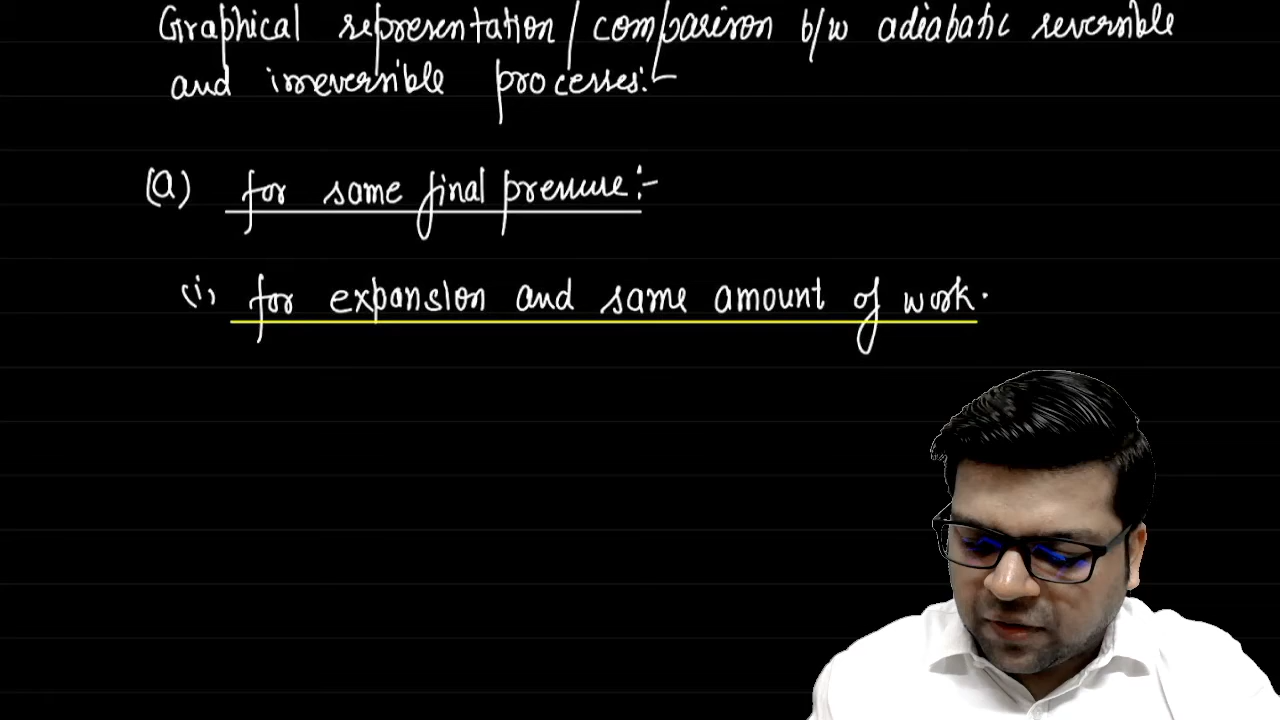 Graphical representation/comparison b/w adiabatic reversible
and irreversible processes:-
(a) for same final pressure:-
(i) for expansion and same amount of work.